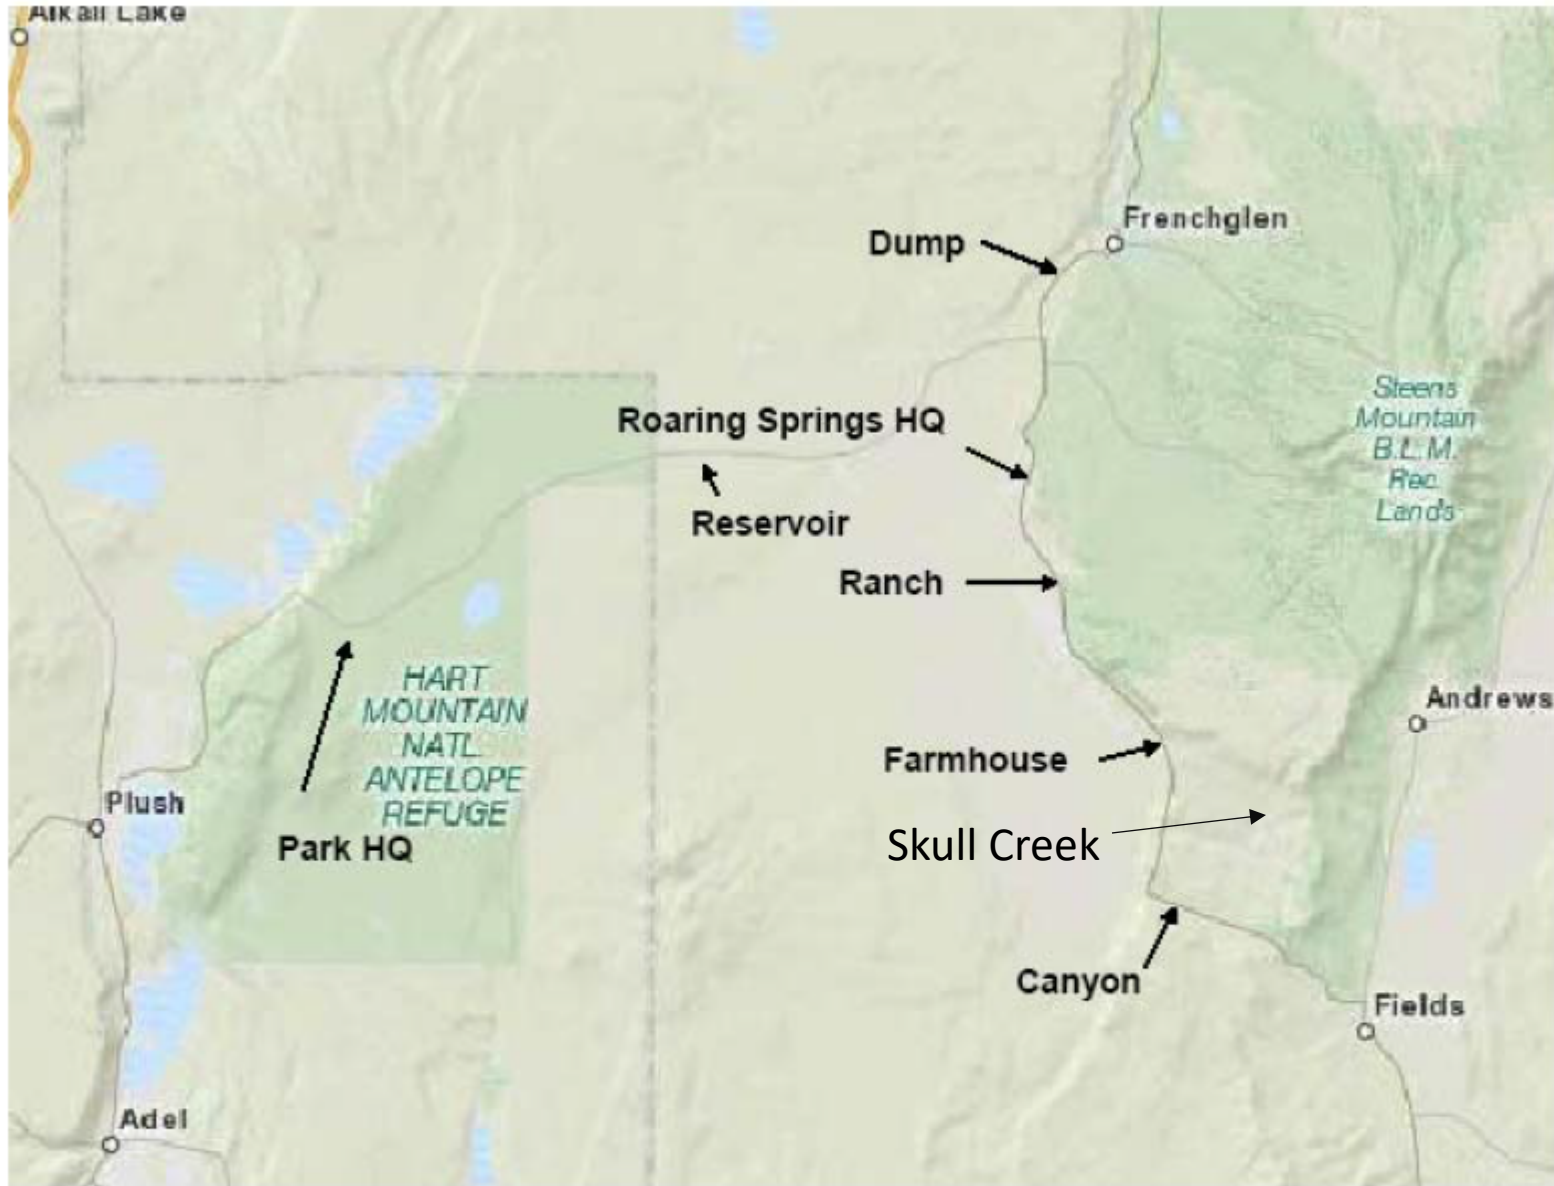 Alkali Lake
Frenchglen
Dump
Steens
Mountain
B.L.M.
Rec.
Lands
Roaring Springs HQ
Reservoir
Ranch
HART
MOUNTAIN
NATL.
ANTELOPE
REFUGE
Andrews
Farmhouse
Plush
Skull Creek
Park HQ
Canyon
Fields
Adel